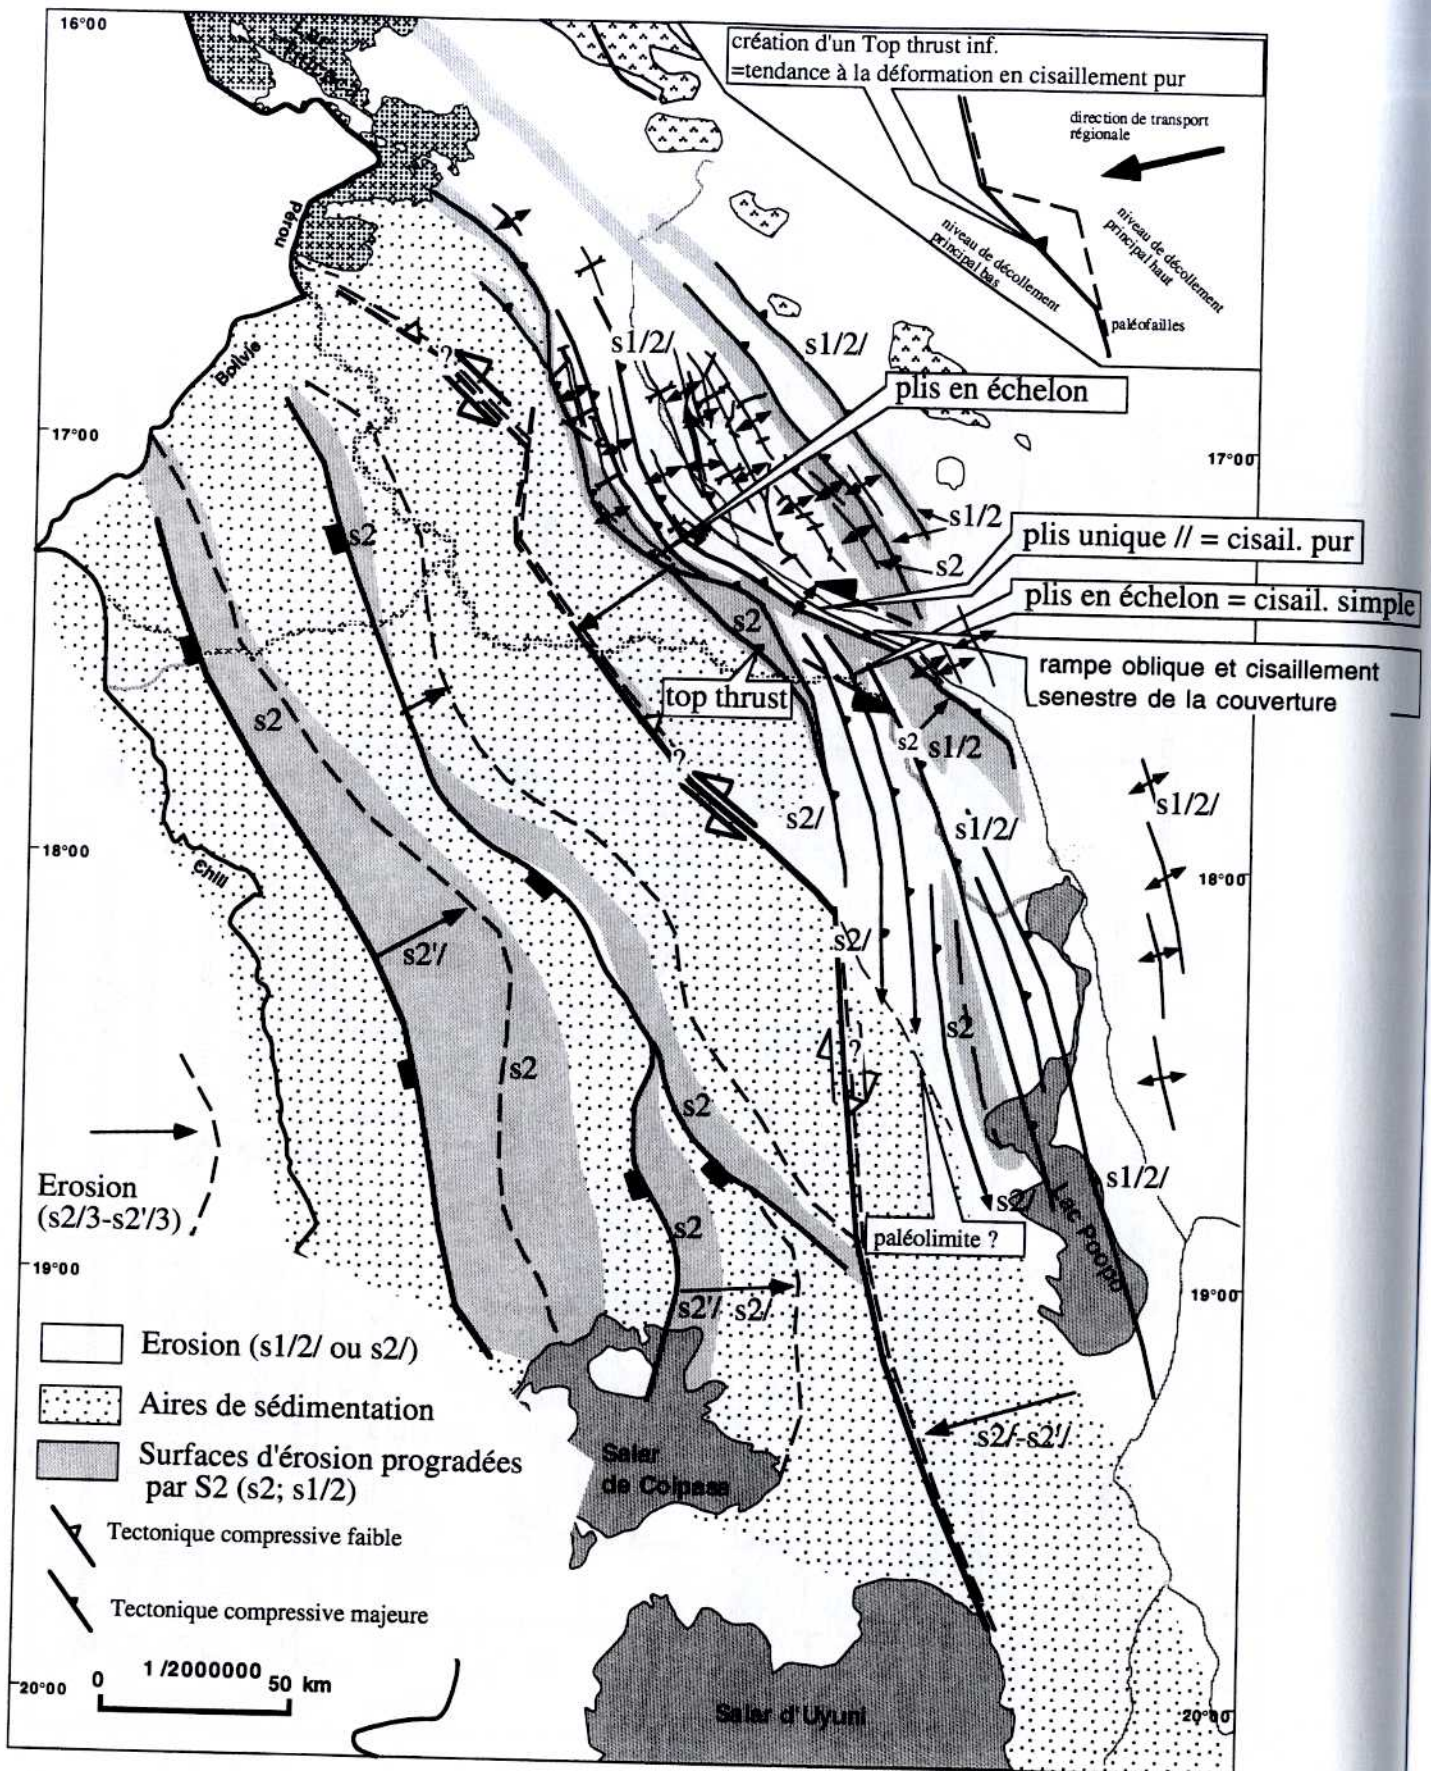 16°00
création d'un Top thrust inf.
=tendance à la déformation en cisaillement pur
direction de transport
régionale
niveau de décollement
principal bas
niveau de décollement
principal haut
paléofailles
Pérou
Bolivie
s1/2/
s1/2/
?
plis en échelon
17°00
17°00
s2
s1/2
s2
plis unique // = cisail. pur
plis en échelon = cisail. simple
rampe oblique et cisaillement
senestre de la couverture
s2
top thrust
s2
s2
s1/2
?
s1/2/
s2/
s1/2/
18°00
18°00
Chili
s2'/
s2/
s2
?
s2
s2
Erosion
(s2/3-s2'/3)
s1/2/
s2/
Lac Poopo
s2
paléolimite ?
19°00
19°00
s2'/
s2/
Erosion (s1/2/ ou s2/)
Aires de sédimentation
Surfaces d'érosion progradées
par S2 (s2; s1/2)
s2/-s2'/
Salar
de Coipasa
Tectonique compressive faible
Tectonique compressive majeure
1 /2000000
0
50 km
20°00
20°00
Salar d'Uyuni